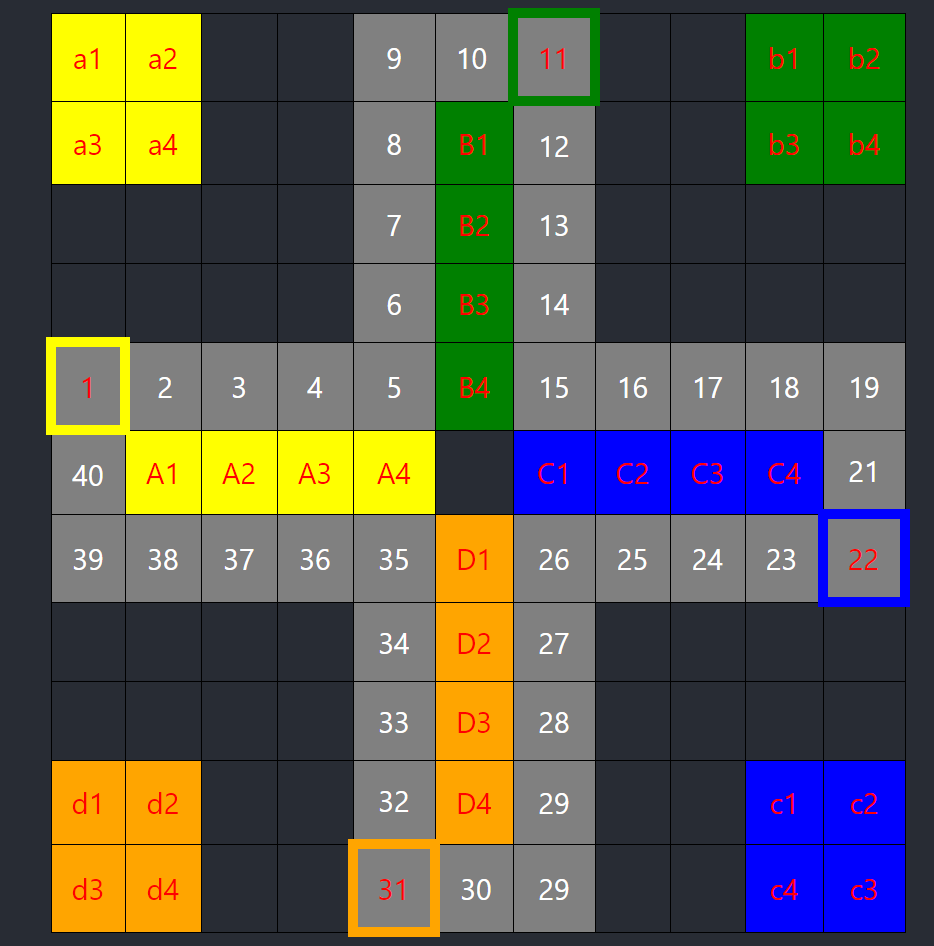 a1 a2 9 10 11 b1 b2
a3 a4 8 B1 12 b3 b4
7 B2 13
6 B3 14
1 2 3 4 5 B4 15 16 17 18 19
40 A1 A2 A3 A4 C1 C2 C3 C4 21
39 38 37 36 35 D1 26 25 24 23 22
34 D2 27
33 D3 28
d1 d2 32 D4 29 c1 c2
d3 d4 31 30 29 c4 c3